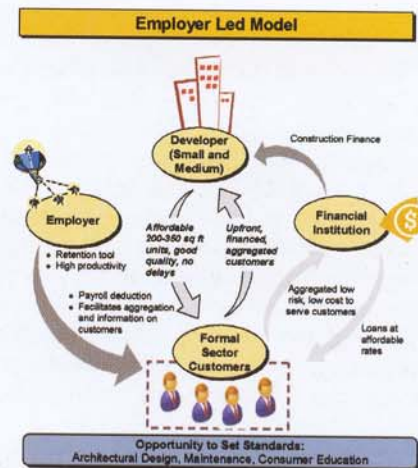 Employer Led Model
Developer
(Small and
Medium)
Construction Finance
Employer
• Retention tool
• High productivity
Affordable
200-350 sq ft
units, good
quality, no
delays
Upfront,
financed,
aggregated
customers
Financial
Institution
$
• Payroll deduction
• Facilitates aggregation
and information on
customers
Aggregated low
risk, low cost to
serve customers
Formal
Sector
Customers
Loans at
affordable
rates
Opportunity to Set Standards:
Architectural Design, Maintenance, Consumer Education